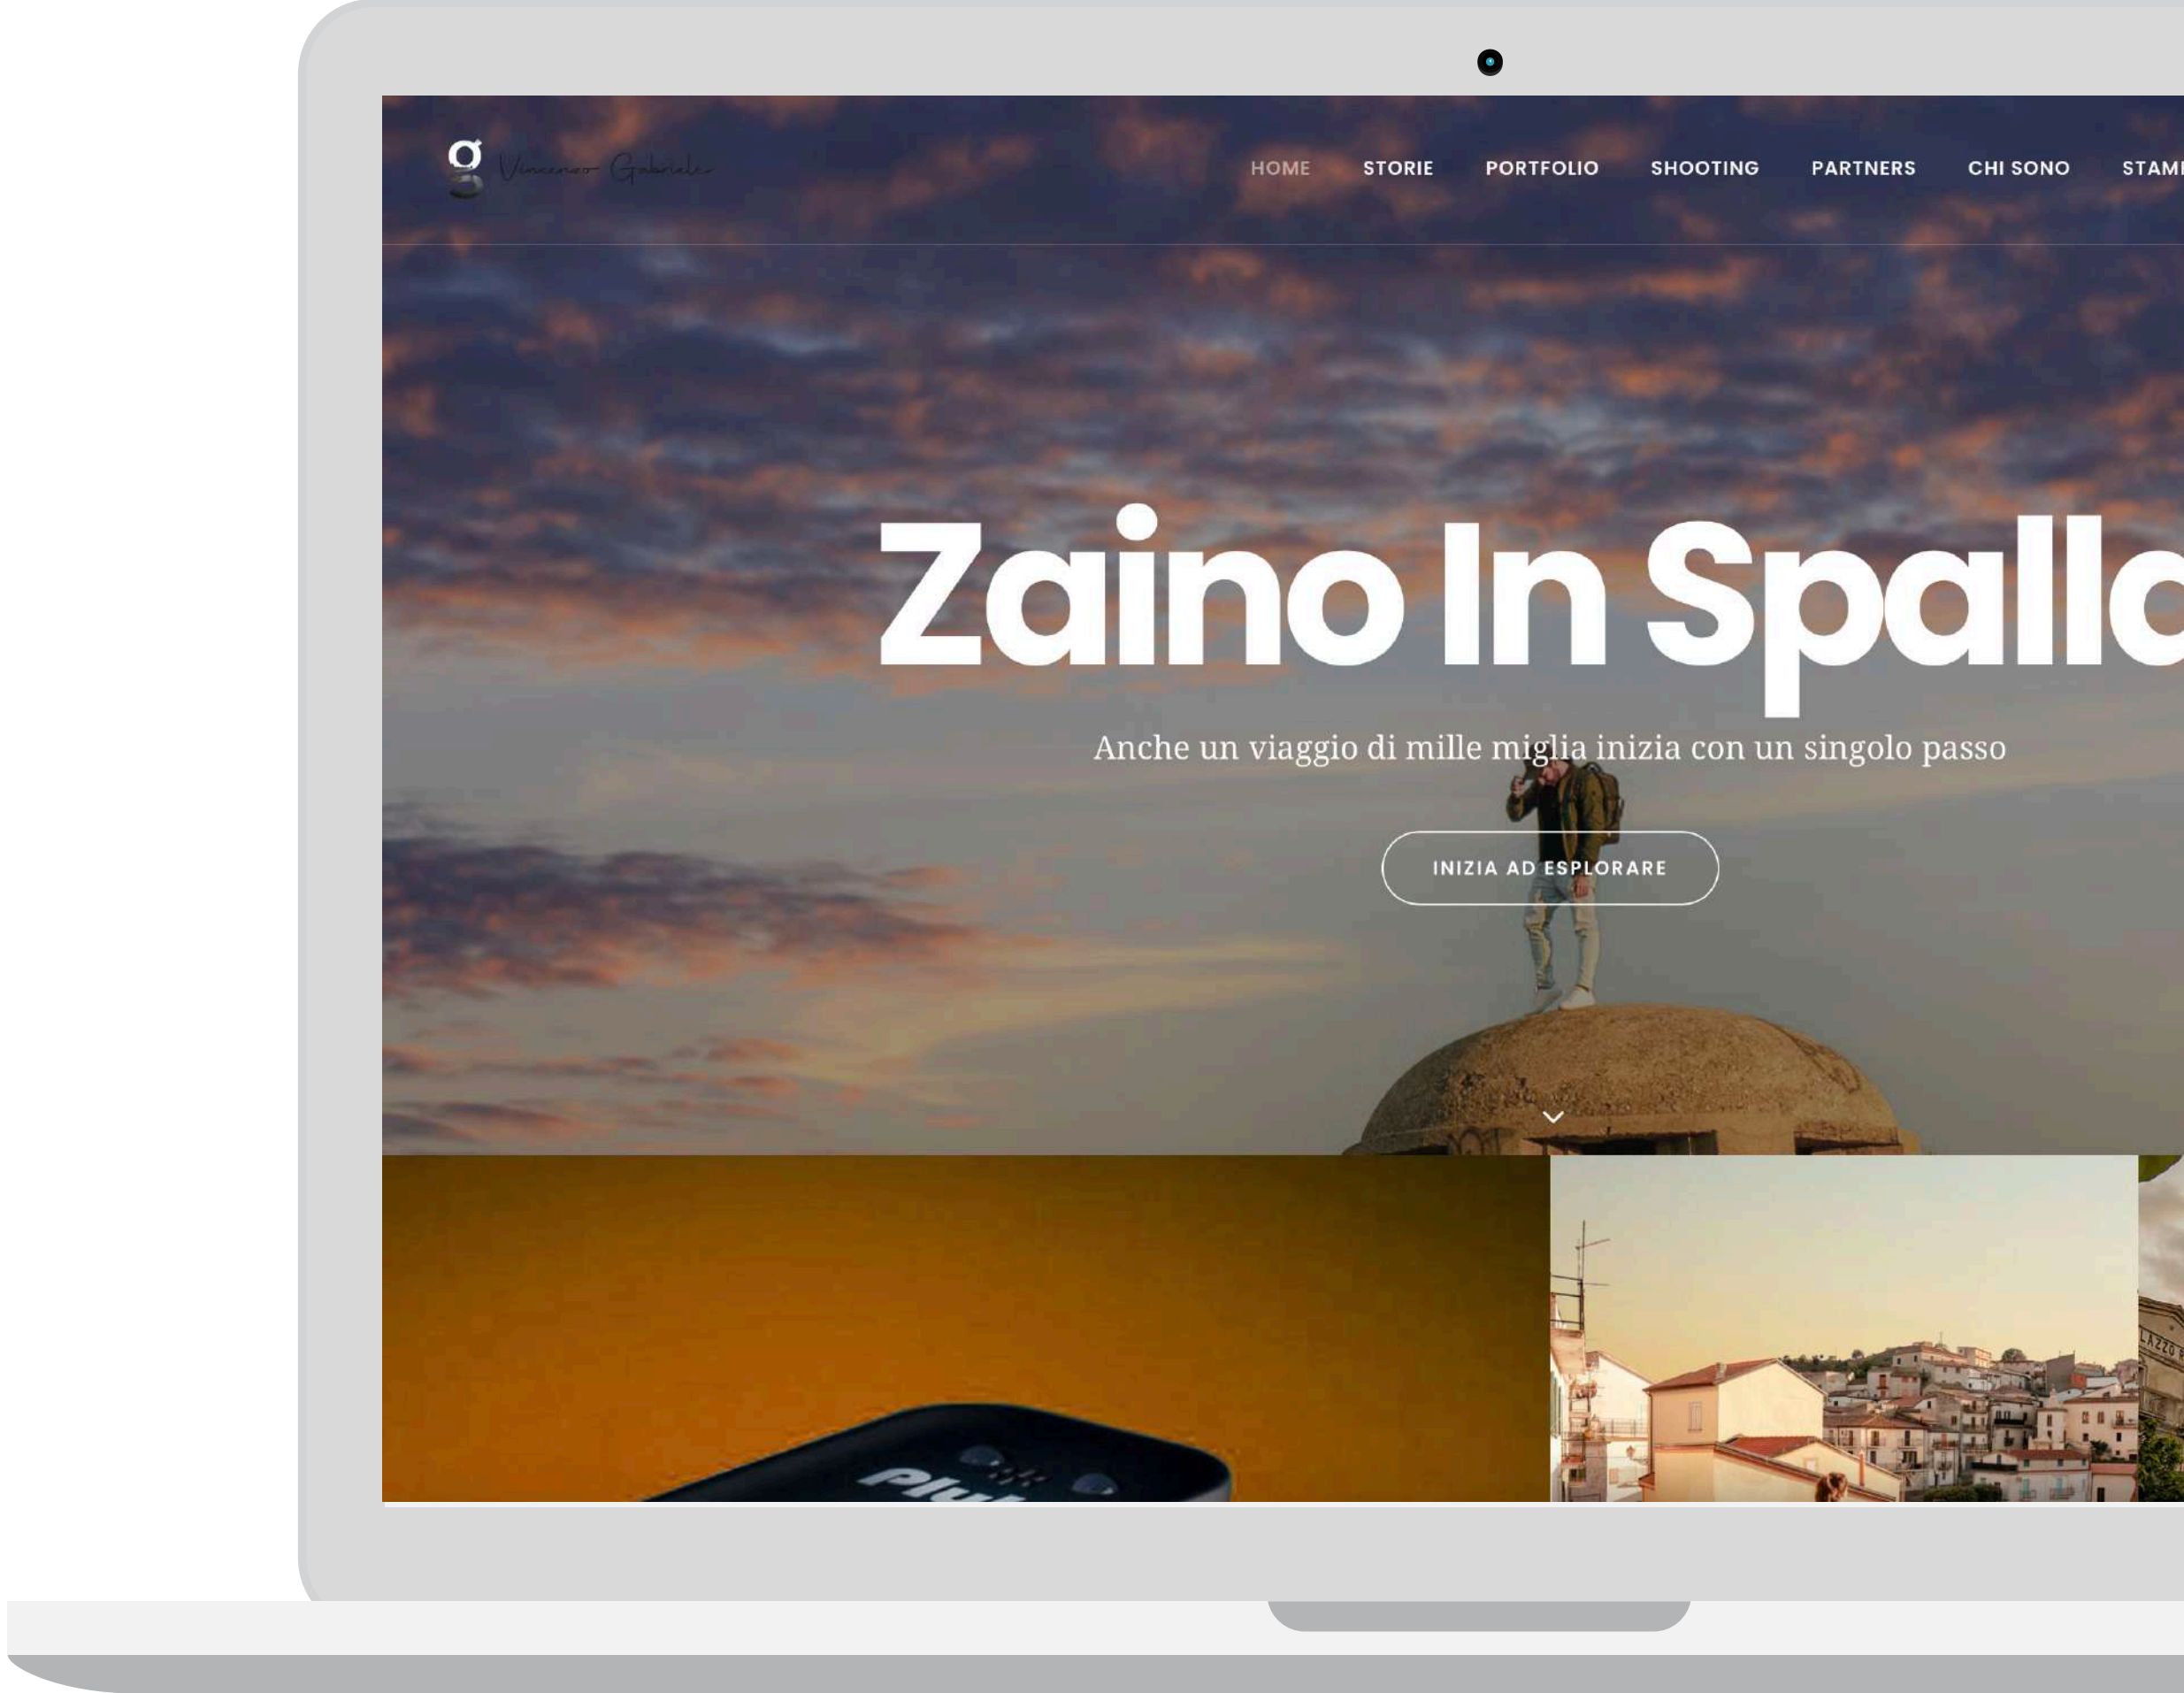 g Vincenzo Gabriele
HOME STORIE PORTFOLIO SHOOTING PARTNERS CHI SONO
Zaino In Spalla
Anche un viaggio di mille miglia inizia con un singolo passo
INIZIA AD ESPLORARE